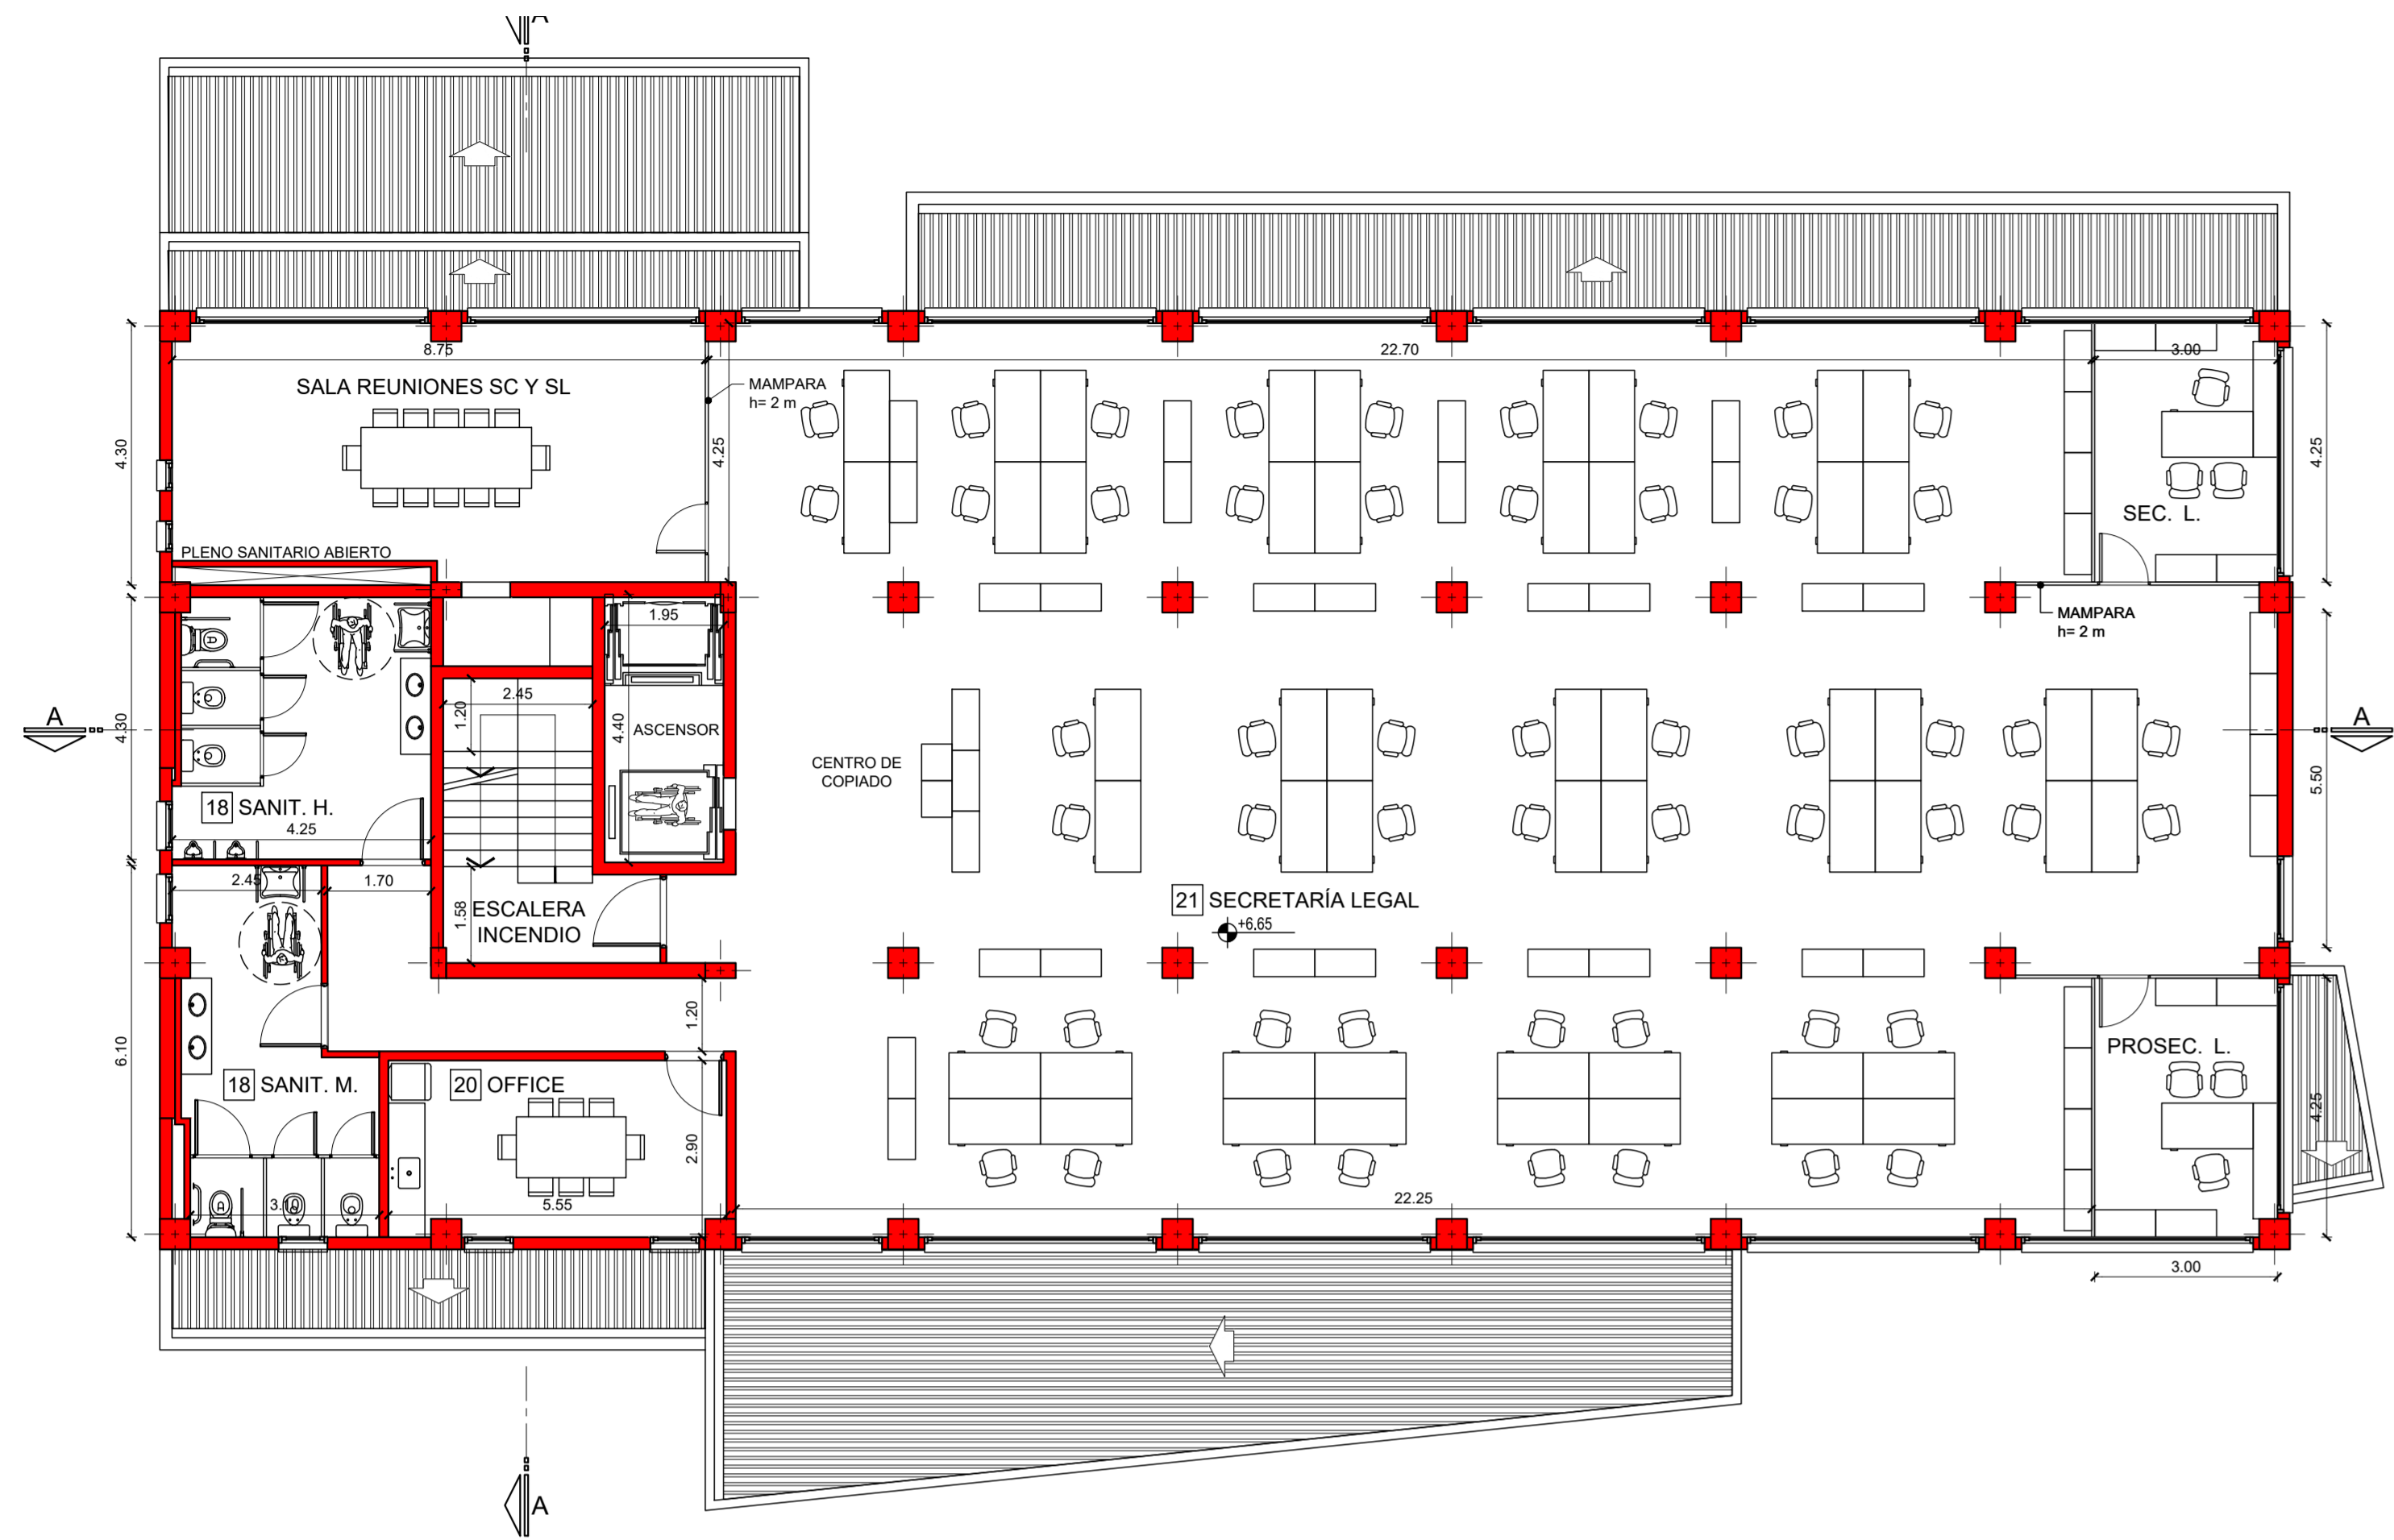 A
8.75
22.70
3.00
SALA REUNIONES SC Y SL
MAMPARA
h= 2 m
4.30
4.25
4.25
SEC. L.
PLENO SANITARIO ABIERTO
1.95
MAMPARA
h= 2 m
2.45
1.20
4.40
ASCENSOR
A
4.30
A
CENTRO DE
COPIADO
5.50
18 SANIT. H.
4.25
2.45
1.70
21 SECRETARÍA LEGAL
+6.65
1.58
ESCALERA
INCENDIO
1.20
6.10
PROSEC. L.
18 SANIT. M.
20 OFFICE
4.25
2.90
5.55
22.25
3.00
A